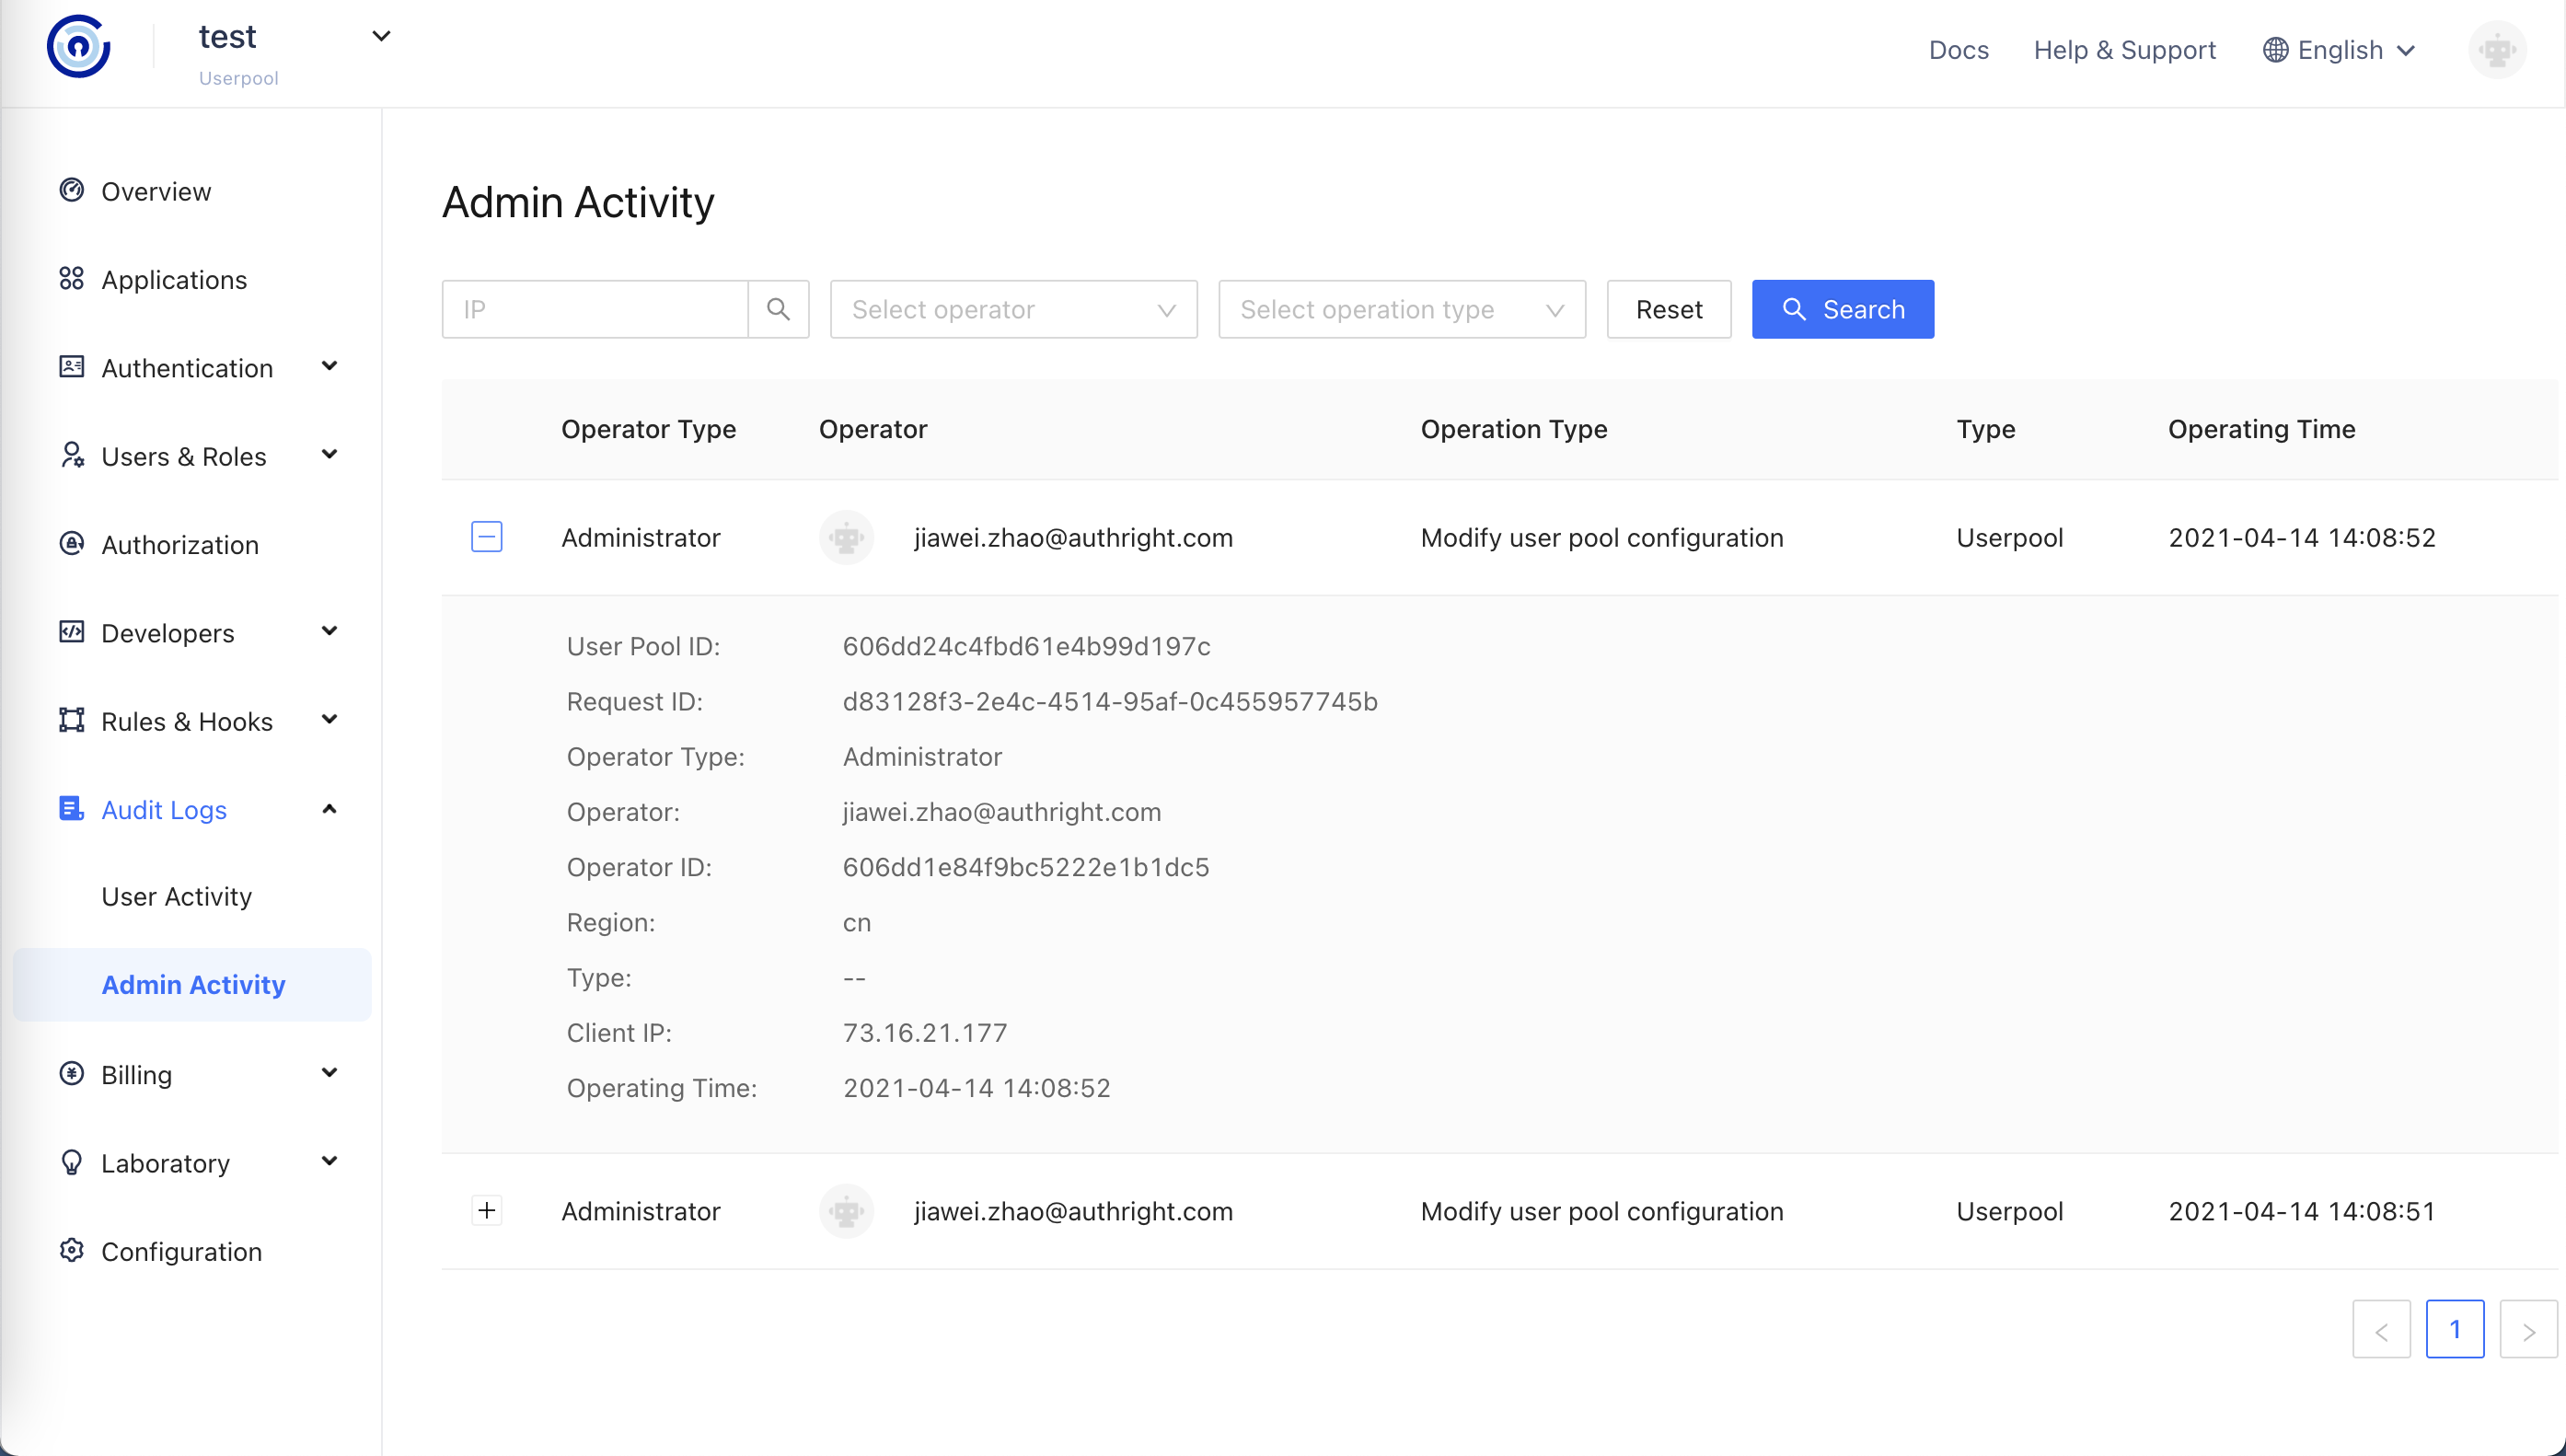 test
Userpool
Docs Help & Support English
Overview
Applications
Authentication
Users & Roles
Authorization
Developers
Rules & Hooks
Audit Logs
User Activity
Admin Activity
Billing
Laboratory
Configuration
Admin Activity
IP Select operator Select operation type Reset Search
Operator Type Operator Operation Type Type Operating Time
Administrator jiawei.zhao@authright.com Modify user pool configuration Userpool 2021-04-14 14:08:52
User Pool ID: 606dd24c4fbd61e4b99d197c
Request ID: d83128f3-2e4c-4514-95af-0c455957745b
Operator Type: Administrator
Operator: jiawei.zhao@authright.com
Operator ID: 606dd1e84f9bc5222e1b1dc5
Region: cn
Type: --
Client IP: 73.16.21.177
Operating Time: 2021-04-14 14:08:52
Administrator jiawei.zhao@authright.com Modify user pool configuration Userpool 2021-04-14 14:08:51
< 1 >